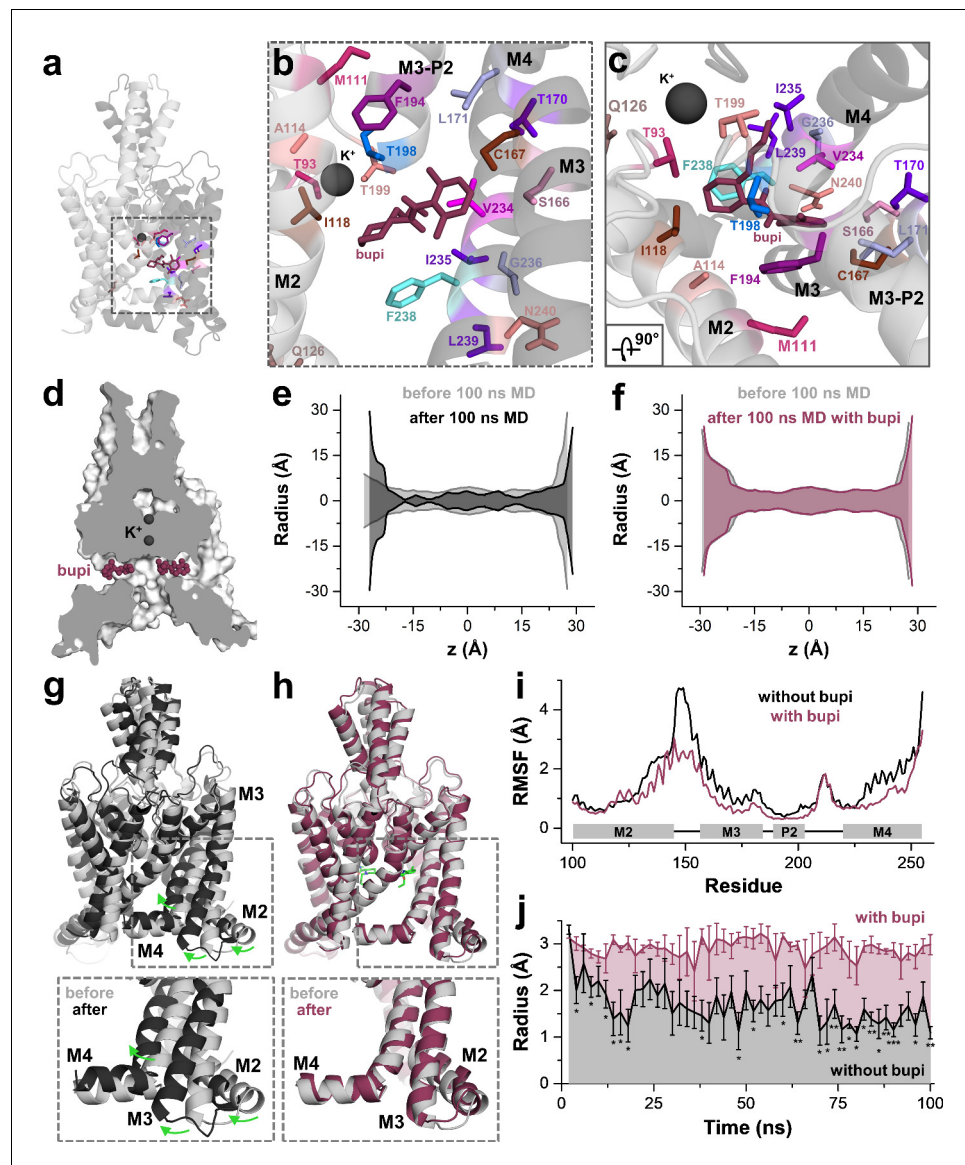 a
b
M3-P2
M4
M111
F194
L171
T170
A114
T198
C167
K+
T93
T199
M3
S166
V234
I118
bupi
I235
G236
M2
F238
N240
L239
Q126
c
K+
I235
T199
M4
Q126
G236
T93
L239
V234
T170
F238
N240
T198
S166
L171
bupi
I118
A114
F194
C167
M3
M3-P2
M2
M111
90°
d
K+
bupi
e
before 100 ns MD
after 100 ns MD
Radius (Å)
30
15
0
-15
-30
-30
-15
0
15
30
z (Å)
f
before 100 ns MD
after 100 ns MD with bupi
Radius (Å)
30
15
0
-15
-30
-30
-15
0
15
30
z (Å)
g
M3
M2
M4
before
after
M4
M2
M3
h
before
after
M4
M2
M3
i
without bupi
with bupi
RMSF (Å)
4
2
0
M2
M3
P2
M4
100
150
200
250
Residue
j
with bupi
Radius (Å)
3
2
1
0
without bupi
0
25
50
75
100
Time (ns)